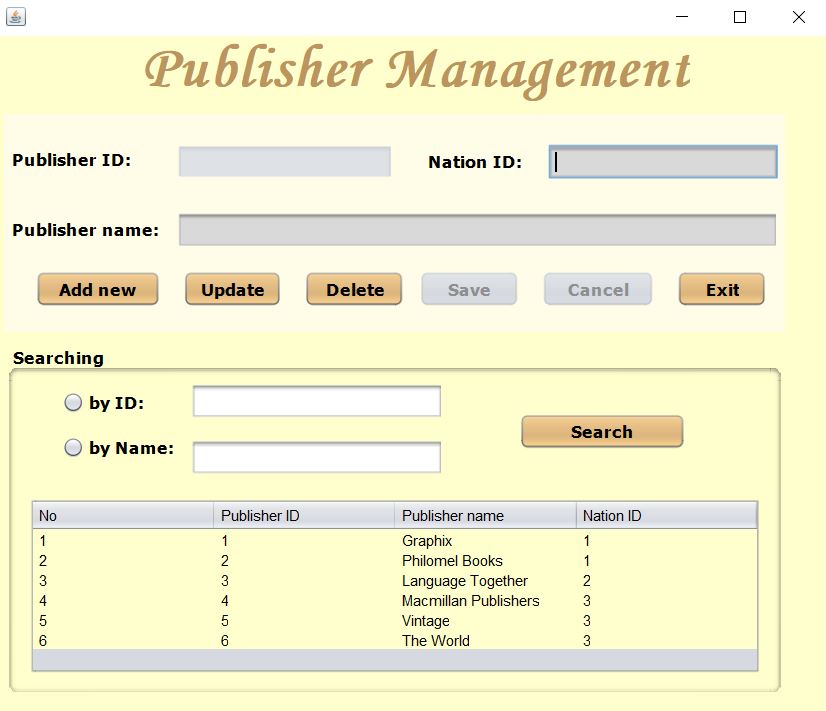 Publisher Management
Publisher ID: Nation ID:
Publisher name:
Add new Update Delete Save Cancel Exit
Searching
by ID:
Search
by Name:
No Publisher ID Publisher name Nation ID
1 1 Graphix 1
2 2 Philomel Books 1
3 3 Language Together 2
4 4 Macmillan Publishers 3
5 5 Vintage 3
6 6 The World 3